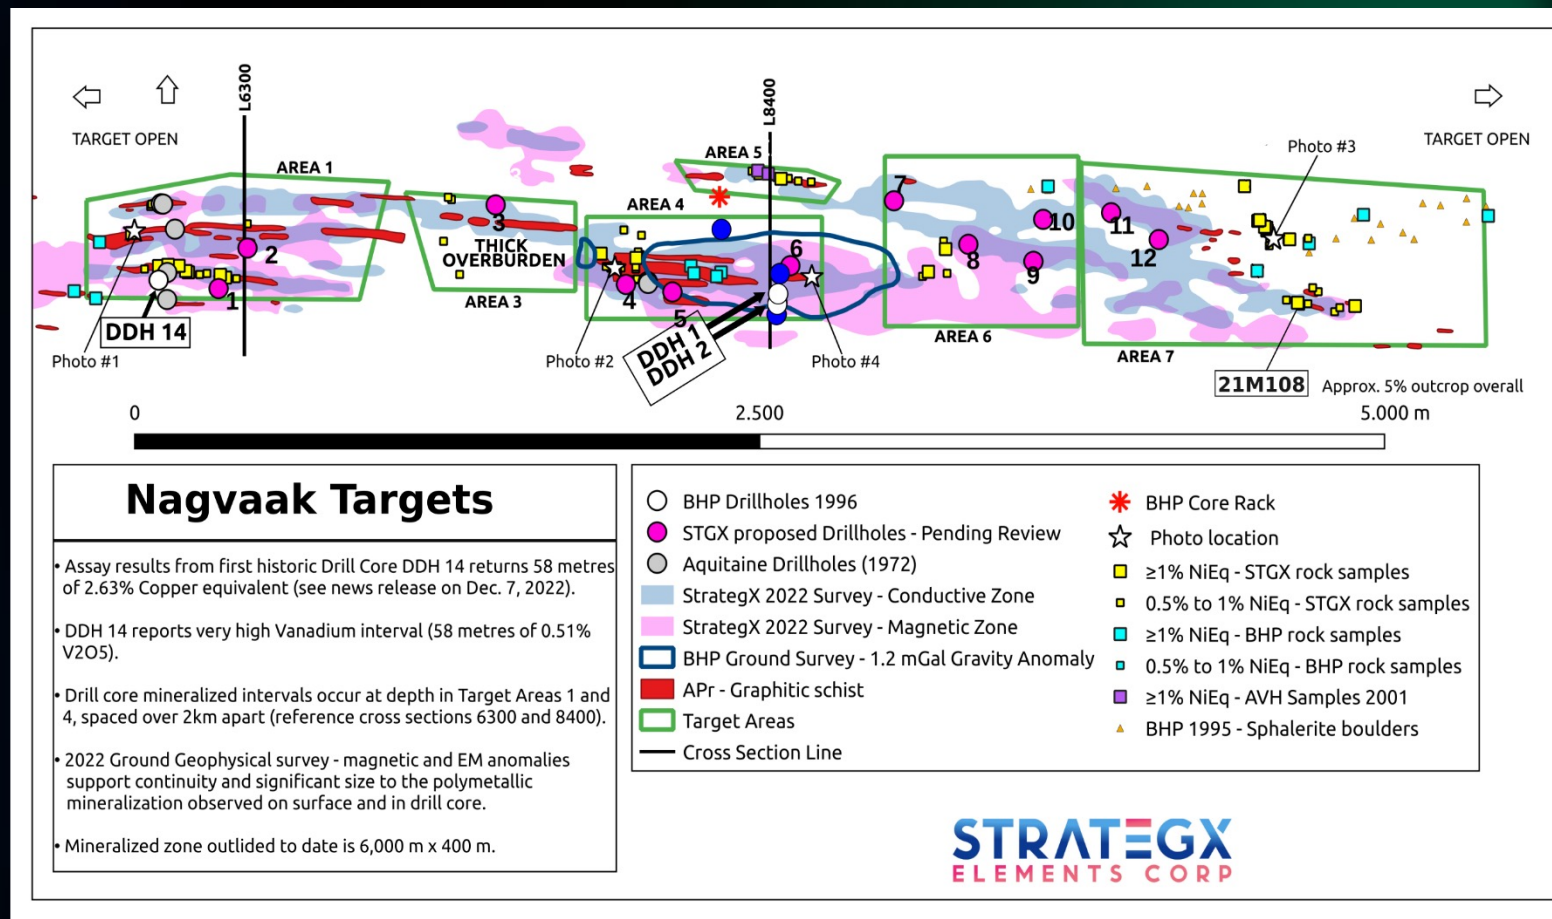 L6300
L8400
TARGET OPEN
TARGET OPEN
Photo #3
AREA 1
AREA 5
AREA 4
7
10
11
3
2
THICK
OVERBURDEN
6
8
9
12
1
4
5
AREA 3
DDH 14
DDH 1
DDH 2
AREA 6
AREA 7
Photo #1
Photo #2
Photo #4
21M108
Approx. 5% outcrop overall
0
2.500
5.000 m
Nagvaak Targets
• Assay results from first historic Drill Core DDH 14 returns 58 metres
of 2.63% Copper equivalent (see news release on Dec. 7, 2022).
• DDH 14 reports very high Vanadium interval (58 metres of 0.51%
V2O5).
• Drill core mineralized intervals occur at depth in Target Areas 1 and
4, spaced over 2km apart (reference cross sections 6300 and 8400).
• 2022 Ground Geophysical survey - magnetic and EM anomalies
support continuity and significant size to the polymetallic
mineralization observed on surface and in drill core.
• Mineralized zone outlided to date is 6,000 m x 400 m.
BHP Drillholes 1996
STGX proposed Drillholes - Pending Review
Aquitaine Drillholes (1972)
StrategX 2022 Survey - Conductive Zone
StrategX 2022 Survey - Magnetic Zone
BHP Ground Survey - 1.2 mGal Gravity Anomaly
APr - Graphitic schist
Target Areas
Cross Section Line
BHP Core Rack
Photo location
≥1% NiEq - STGX rock samples
0.5% to 1% NiEq - STGX rock samples
≥1% NiEq - BHP rock samples
0.5% to 1% NiEq - BHP rock samples
≥1% NiEq - AVH Samples 2001
BHP 1995 - Sphalerite boulders
STRATEGX
ELEMENTS CORP